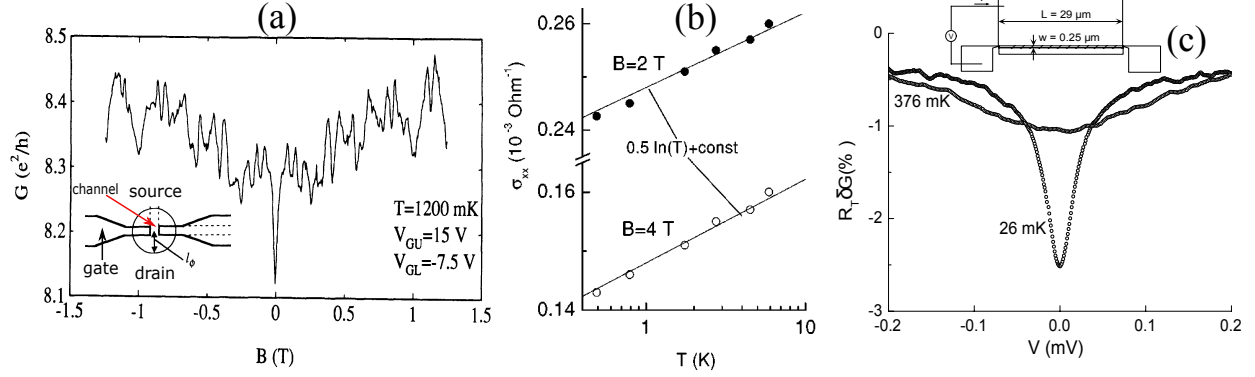 (a)
8.5
8.4
8.3
8.2
8.1
G (e²/h)
-1.5
-1
-0.5
0
0.5
1
1.5
B (T)
channel
source
gate
drain
lϕ
T=1200 mK
V_GU=15 V
V_GL=-7.5 V
(b)
0.26
0.24
0.16
0.14
σxx (10⁻³ Ohm⁻¹)
B=2 T
0.5 ln(T)+const
B=4 T
1
10
T (K)
(c)
L = 29 µm
w = 0.25 µm
V
0
-1
-2
-3
R_TδG(%)
376 mK
26 mK
-0.2
-0.1
0.0
0.1
0.2
V (mV)